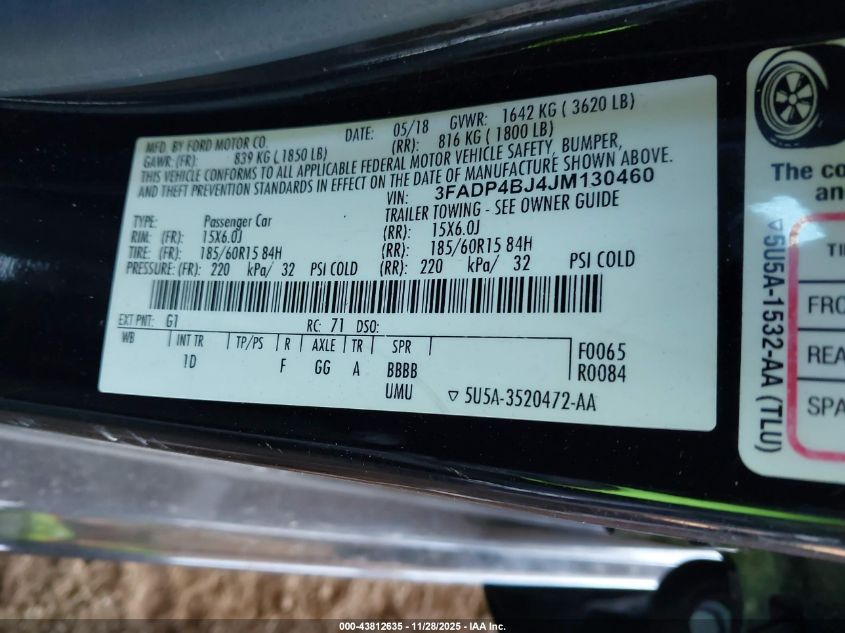 MFD. BY FORD MOTOR CO. DATE: 05/18 GVWR: 1642 KG ( 3620 LB)
GAWR: (FR): 839 KG ( 1850 LB) (RR): 816 KG ( 1800 LB)
THIS VEHICLE CONFORMS TO ALL APPLICABLE FEDERAL MOTOR VEHICLE SAFETY, BUMPER,
AND THEFT PREVENTION STANDARDS IN EFFECT ON THE DATE OF MANUFACTURE SHOWN ABOVE.
VIN: 3FADP4BJ4JM130460
TYPE: Passenger Car TRAILER TOWING - SEE OWNER GUIDE
RIM: (FR): 15X6.0J (RR): 15X6.0J
TIRE: (FR): 185/60R15 84H (RR): 185/60R15 84H
PRESSURE: (FR): 220 kPa/ 32 PSI COLD (RR): 220 kPa/ 32 PSI COLD
EXT PNT: G1 RC: 71 DSO:
WB INT TR TP/PS R AXLE TR SPR F0065
1D F GG A BBBB R0084
UMU ▽ 5U5A-3520472-AA
▽5U5A-1532-AA (TLU)
The co
an
TI
FRO
REA
SPA
000-43812635 - 11/28/2025 - IAA Inc.